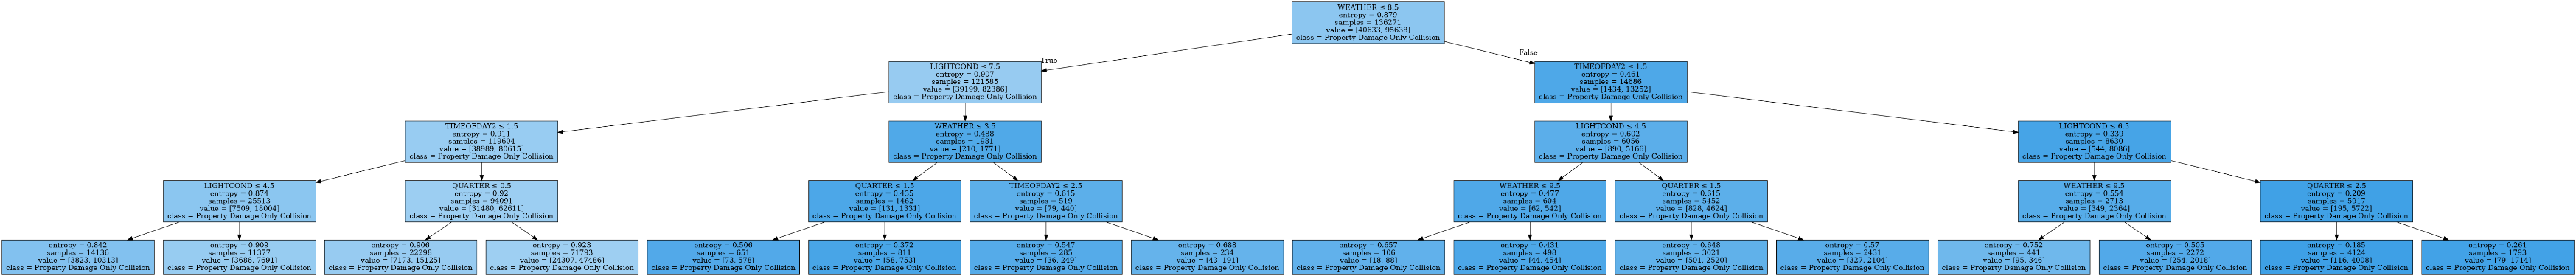 WEATHER ≤ 8.5
entropy = 0.879
samples = 136271
value = [40633, 95638]
class = Property Damage Only Collision
True
False
LIGHTCOND ≤ 7.5
entropy = 0.907
samples = 121585
value = [39199, 82386]
class = Property Damage Only Collision
TIMEOFDAY2 ≤ 1.5
entropy = 0.461
samples = 14686
value = [1434, 13252]
class = Property Damage Only Collision
TIMEOFDAY2 ≤ 1.5
entropy = 0.911
samples = 119604
value = [38989, 80615]
class = Property Damage Only Collision
WEATHER ≤ 3.5
entropy = 0.488
samples = 1981
value = [210, 1771]
class = Property Damage Only Collision
LIGHTCOND ≤ 4.5
entropy = 0.602
samples = 6056
value = [890, 5166]
class = Property Damage Only Collision
LIGHTCOND ≤ 6.5
entropy = 0.339
samples = 8630
value = [544, 8086]
class = Property Damage Only Collision
LIGHTCOND ≤ 4.5
entropy = 0.874
samples = 25513
value = [7509, 18004]
class = Property Damage Only Collision
QUARTER ≤ 0.5
entropy = 0.92
samples = 94091
value = [31480, 62611]
class = Property Damage Only Collision
QUARTER ≤ 1.5
entropy = 0.435
samples = 1462
value = [131, 1331]
class = Property Damage Only Collision
TIMEOFDAY2 ≤ 2.5
entropy = 0.615
samples = 519
value = [79, 440]
class = Property Damage Only Collision
WEATHER ≤ 9.5
entropy = 0.477
samples = 604
value = [62, 542]
class = Property Damage Only Collision
QUARTER ≤ 1.5
entropy = 0.615
samples = 5452
value = [828, 4624]
class = Property Damage Only Collision
WEATHER ≤ 9.5
entropy = 0.554
samples = 2713
value = [349, 2364]
class = Property Damage Only Collision
QUARTER ≤ 2.5
entropy = 0.209
samples = 5917
value = [195, 5722]
class = Property Damage Only Collision
entropy = 0.842
samples = 14136
value = [3823, 10313]
class = Property Damage Only Collision
entropy = 0.909
samples = 11377
value = [3686, 7691]
class = Property Damage Only Collision
entropy = 0.906
samples = 22298
value = [7173, 15125]
class = Property Damage Only Collision
entropy = 0.923
samples = 71793
value = [24307, 47486]
class = Property Damage Only Collision
entropy = 0.506
samples = 651
value = [73, 578]
class = Property Damage Only Collision
entropy = 0.372
samples = 811
value = [58, 753]
class = Property Damage Only Collision
entropy = 0.547
samples = 285
value = [36, 249]
class = Property Damage Only Collision
entropy = 0.688
samples = 234
value = [43, 191]
class = Property Damage Only Collision
entropy = 0.657
samples = 106
value = [18, 88]
class = Property Damage Only Collision
entropy = 0.431
samples = 498
value = [44, 454]
class = Property Damage Only Collision
entropy = 0.648
samples = 3021
value = [501, 2520]
class = Property Damage Only Collision
entropy = 0.57
samples = 2431
value = [327, 2104]
class = Property Damage Only Collision
entropy = 0.752
samples = 441
value = [95, 346]
class = Property Damage Only Collision
entropy = 0.505
samples = 2272
value = [254, 2018]
class = Property Damage Only Collision
entropy = 0.185
samples = 4124
value = [116, 4008]
class = Property Damage Only Collision
entropy = 0.261
samples = 1793
value = [79, 1714]
class = Property Damage Only Collision